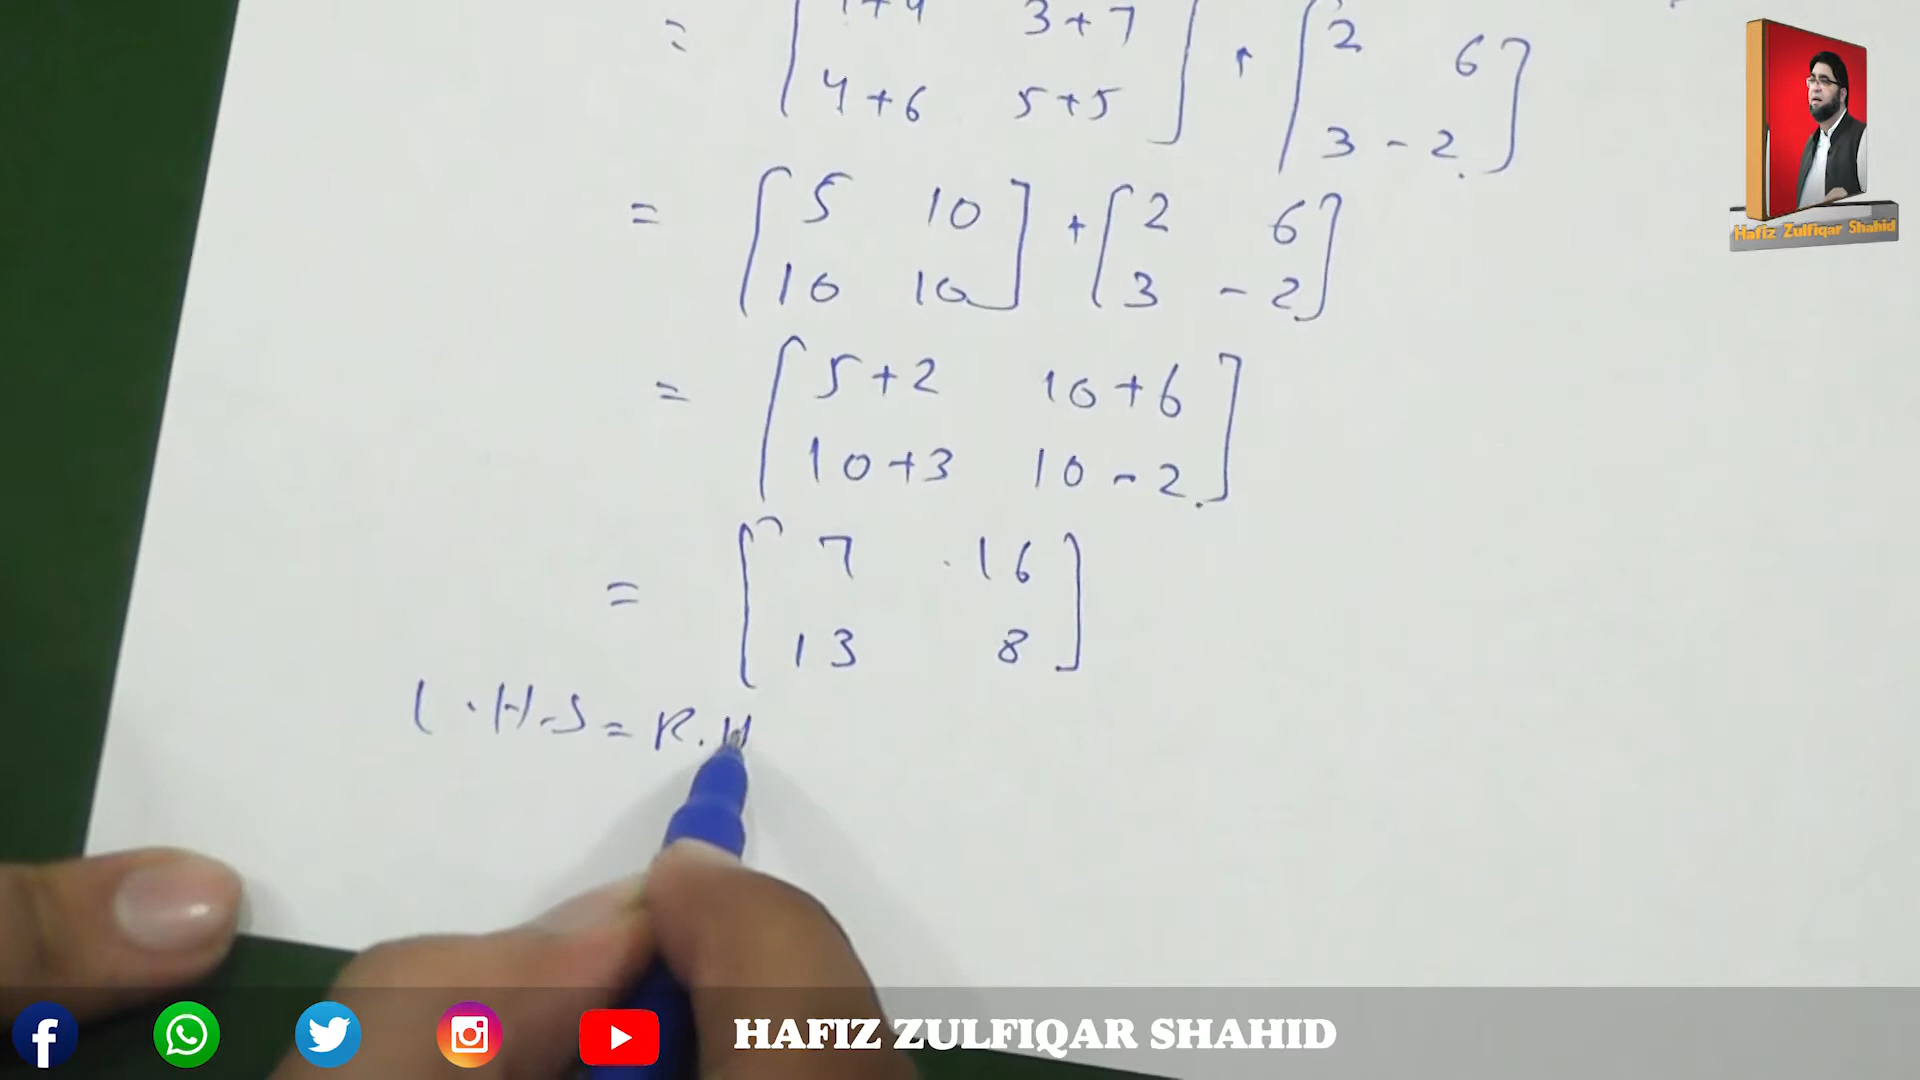 = [ 1+4 3+7 ] + [ 2 6 ]
4+6 5+5 3 -2
= [ 5 10 ] + [ 2 6 ]
10 10 3 -2
= [ 5+2 10+6 ]
10+3 10-2
= [ 7 16 ]
13 8
L.H.S = R.H
Hafiz Zulfiqar Shahid
HAFIZ ZULFIQAR SHAHID